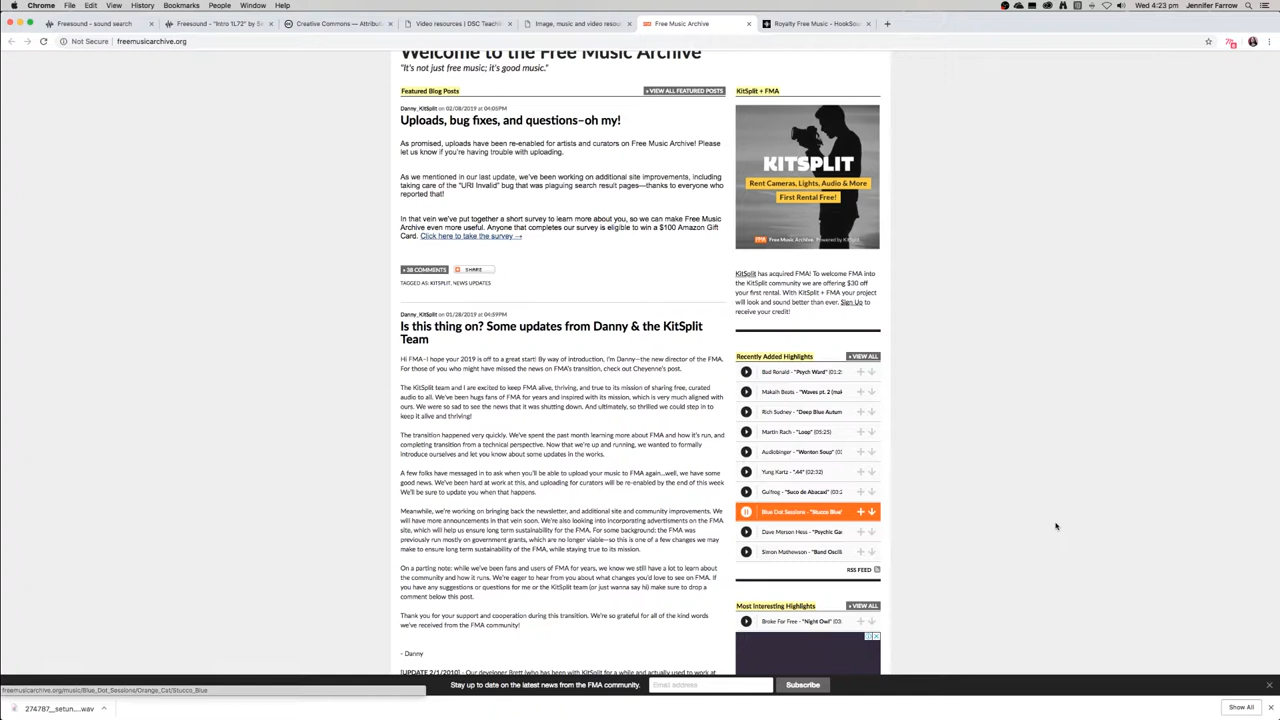 Chrome File Edit View History Bookmarks People Window Help
Wed 4:23 pm Jennifer Farrow
Freesound - sound search
Freesound - "Intro 1L72" by Sc
Creative Commons — Attribut
Video resources | DSC Teachi
Image, music and video resou
Free Music Archive
Royalty Free Music - HookSou
Not Secure freemusicarchive.org
Welcome to the Free Music Archive
"It's not just free music; it's good music."
Featured Blog Posts
VIEW ALL FEATURED POSTS
Danny_KitSplit on 02/08/2019 at 04:05PM
Uploads, bug fixes, and questions–oh my!
As promised, uploads have been re-enabled for artists and curators on Free Music Archive! Please
let us know if you're having trouble with uploading.
As we mentioned in our last update, we've been working on additional site improvements, including
taking care of the "URI Invalid" bug that was plaguing search result pages—thanks to everyone who
reported that!
In that vein we've put together a short survey to learn more about you, so we can make Free Music
Archive even more useful. Anyone that completes our survey is eligible to win a $100 Amazon Gift
Card. Click here to take the survey →
38 COMMENTS SHARE
TAGGED AS: KITSPLIT, NEWS UPDATES
Danny_KitSplit on 01/28/2019 at 04:59PM
Is this thing on? Some updates from Danny & the KitSplit
Team
Hi FMA–I hope your 2019 is off to a great start! By way of introduction, I'm Danny—the new director of the FMA.
For those of you who might have missed the news on FMA's transition, check out Cheyenne's post.
The KitSplit team and I are excited to keep FMA alive, thriving, and true to its mission of sharing free, curated
audio to all. We've been hugs fans of FMA for years and inspired with its mission, which is very much aligned with
ours. We were so sad to see the news that it was shutting down. And ultimately, so thrilled we could step in to
keep it alive and thriving!
The transition happened very quickly. We've spent the past month learning more about FMA and how it's run, and
completing transition from a technical perspective. Now that we're up and running, we wanted to formally
introduce ourselves and let you know about some updates in the works.
A few folks have messaged in to ask when you'll be able to upload your music to FMA again...well, we have some
good news. We've been hard at work at this, and uploading for curators will be re-enabled by the end of this week
We'll be sure to update you when that happens.
Meanwhile, we're working on bringing back the newsletter, and additional site and community improvements. We
will have more announcements in that vein soon. We're also looking into incorporating advertisments on the FMA
site, which will help us ensure long term sustainability for the FMA. For some background: the FMA was
previously run mostly on government grants, which are no longer viable—so this is one of a few changes we may
make to ensure long term sustainability of the FMA, while staying true to its mission.
On a parting note: while we've been fans and users of FMA for years, we know we still have a lot to learn about
the community and how it runs. We're eager to hear from you about what changes you'd love to see on FMA. If
you have any suggestions or questions for me or the KitSplit team (or just wanna say hi) make sure to drop a
comment below this post.
Thank you for your support and cooperation during this transition. We're so grateful for all of the kind words
we've received from the FMA community!
- Danny
[UPDATE 2/1/2010] - Our developer Brett (who has been with KitSplit for a while and actually used to work at
KitSplit + FMA
KITSPLIT
Rent Cameras, Lights, Audio & More
First Rental Free!
FMA Free Music Archive. Powered by KitSplit
KitSplit has acquired FMA! To welcome FMA into
the KitSplit community we are offering $30 off
your first rental. With KitSplit + FMA your project
will look and sound better than ever. Sign Up to
receive your credit!
Recently Added Highlights VIEW ALL
Bad Ronald - "Psych Ward" (01:2
Makaih Beats - "Waves pt. 2 (mak
Rich Sudney - "Deep Blue Autum
Martin Rach - "Loop" (05:25)
Audiobinger - "Wonton Soup" (0
Yung Kartz - ".44" (02:32)
Gulfrog - "Suco de Abacaxi" (03:2
Blue Dot Sessions - "Stucco Blue"
Dave Merson Hess - "Psychic Ga
Simon Mathewson - "Band Oscill
RSS FEED
Most Interesting Highlights VIEW ALL
Broke For Free - "Night Owl" (03:
freemusicarchive.org/music/Blue_Dot_Sessions/Orange_Cat/Stucco_Blue
Stay up to date on the latest news from the FMA community. Email address Subscribe
274787__setun....wav
Show All